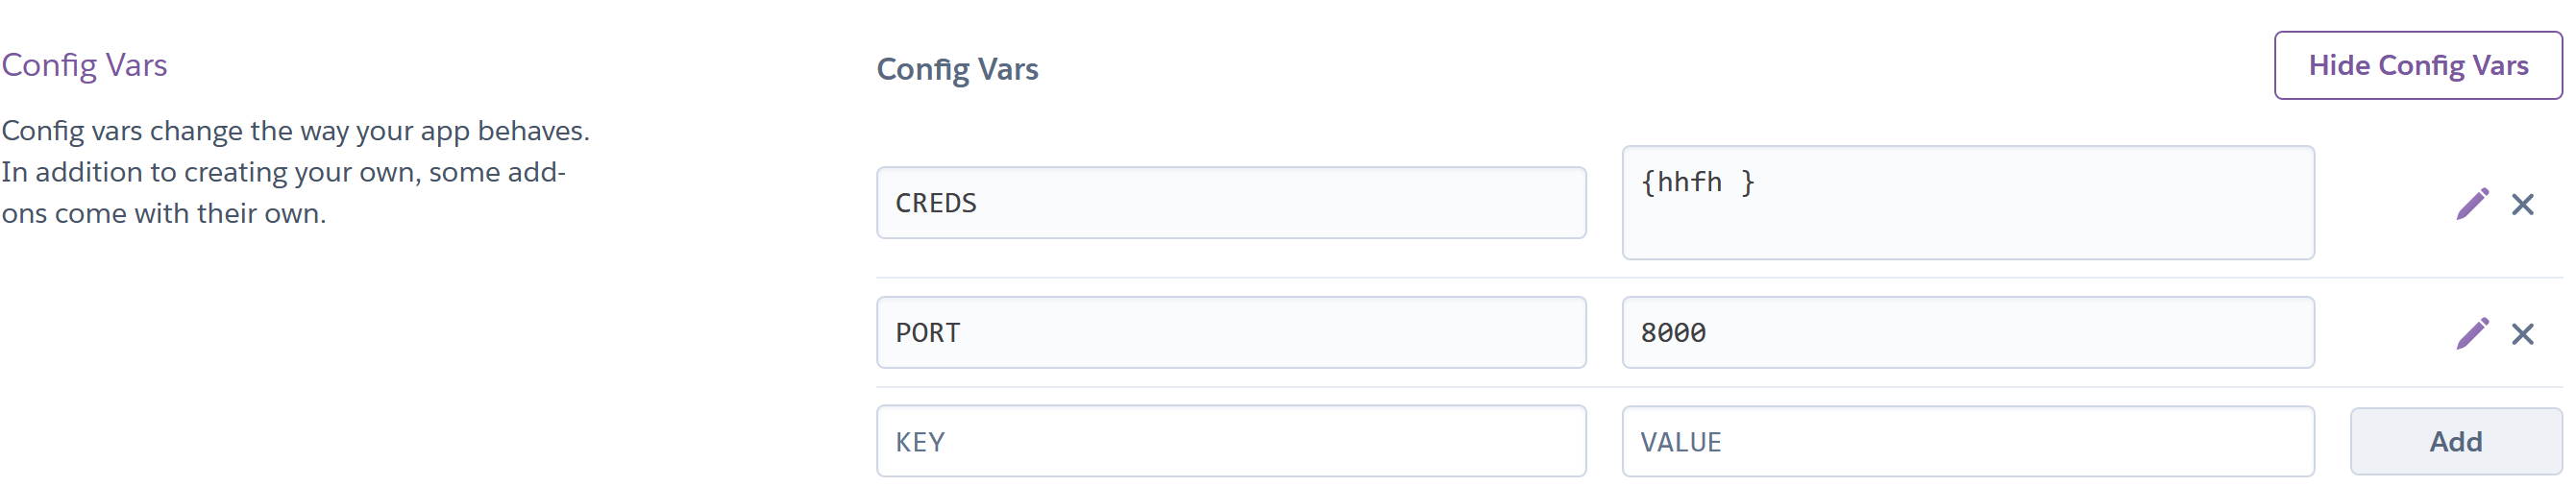 Config Vars
Config vars change the way your app behaves.
In addition to creating your own, some add-
ons come with their own.
Config Vars
Hide Config Vars
CREDS
{hhfh }
PORT
8000
KEY
VALUE
Add